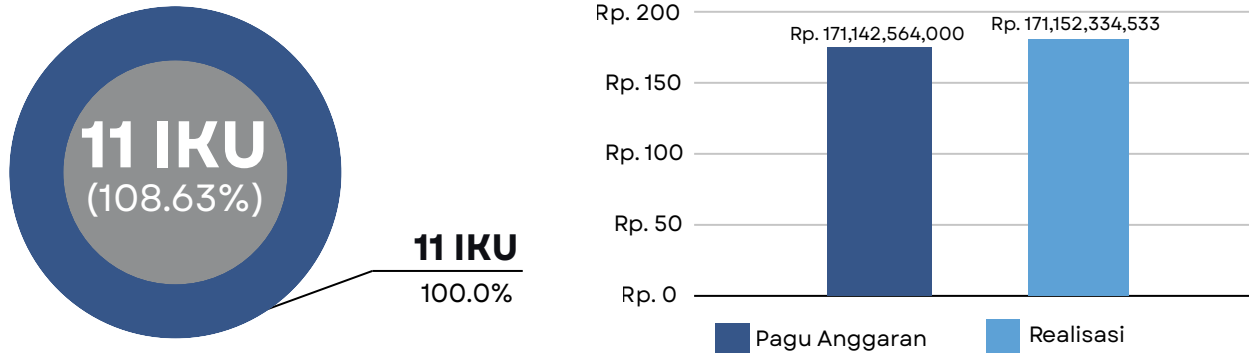 11 IKU
(108.63%)
11 IKU
100.0%
Rp. 200
Rp. 150
Rp. 100
Rp. 50
Rp. 0
Rp. 171,142,564,000
Rp. 171,152,334,533
Pagu Anggaran
Realisasi